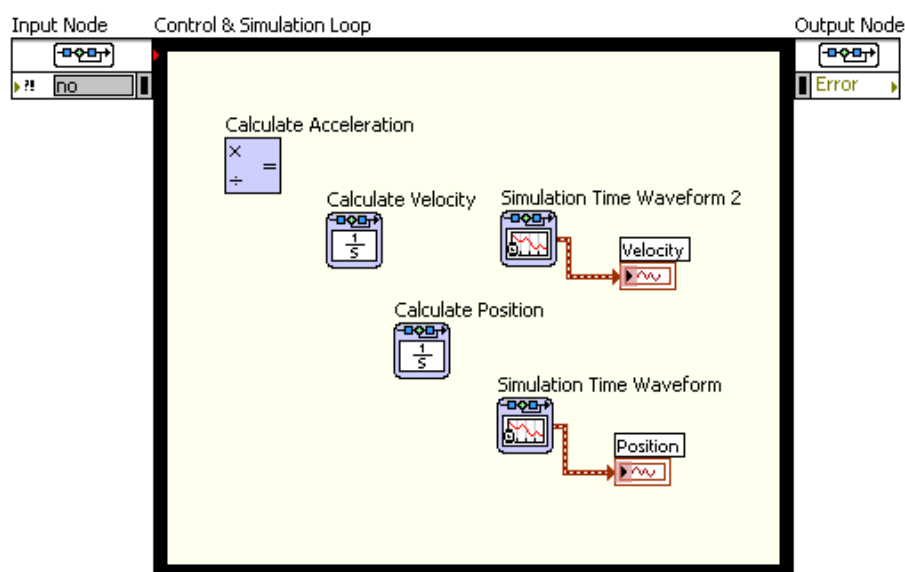 Input Node
Control & Simulation Loop
Output Node
?!
no
Error
Calculate Acceleration
×
÷
=
Calculate Velocity
1
S
Simulation Time Waveform 2
Velocity
Calculate Position
1
S
Simulation Time Waveform
Position